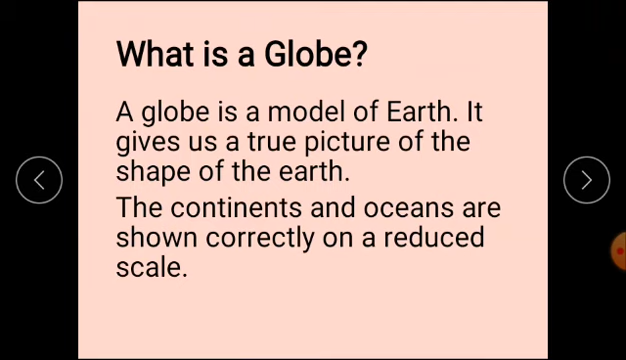 What is a Globe?
A globe is a model of Earth. It
gives us a true picture of the
shape of the earth.
The continents and oceans are
shown correctly on a reduced
scale.